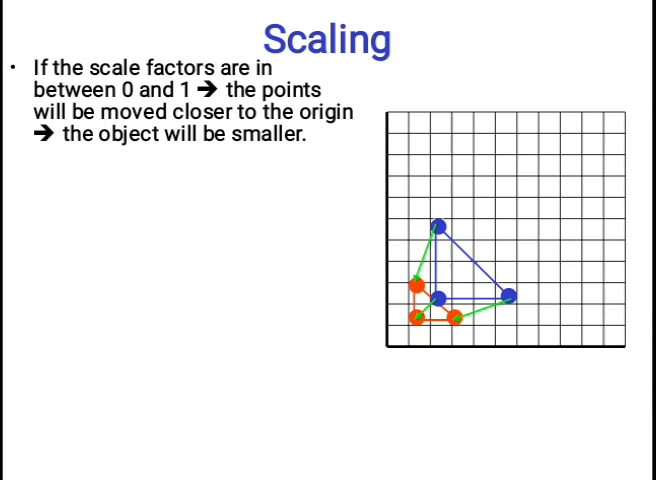 Scaling
• If the scale factors are in
between 0 and 1 ➔ the points
will be moved closer to the origin
➔ the object will be smaller.